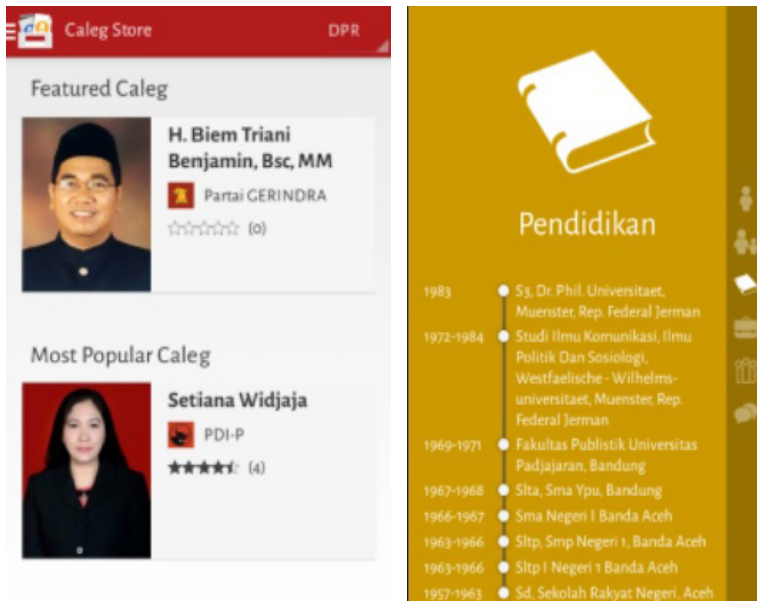 Caleg Store
DPR
Featured Caleg
H. Biem Triani
Benjamin, Bsc, MM
Partai GERINDRA
(0)
Most Popular Caleg
Setiana Widjaja
PDI-P
(4)
Pendidikan
1983 S3, Dr. Phil. Universitaet,
Muenster, Rep. Federal Jerman
1972-1984 Studi Ilmu Komunikasi, Ilmu
Politik Dan Sosiologi,
Westfaelische - Wilhelms-
universitaet, Muenster, Rep.
Federal Jerman
1969-1971 Fakultas Publistik Universitas
Padjajaran, Bandung
1967-1968 Slta, Sma Ypu, Bandung
1966-1967 Sma Negeri I Banda Aceh
1963-1966 Sltp, Smp Negeri 1, Banda Aceh
1963-1966 Sltp I Negeri 1 Banda Aceh
1957-1963 Sd, Sekolah Rakyat Negeri, Aceh